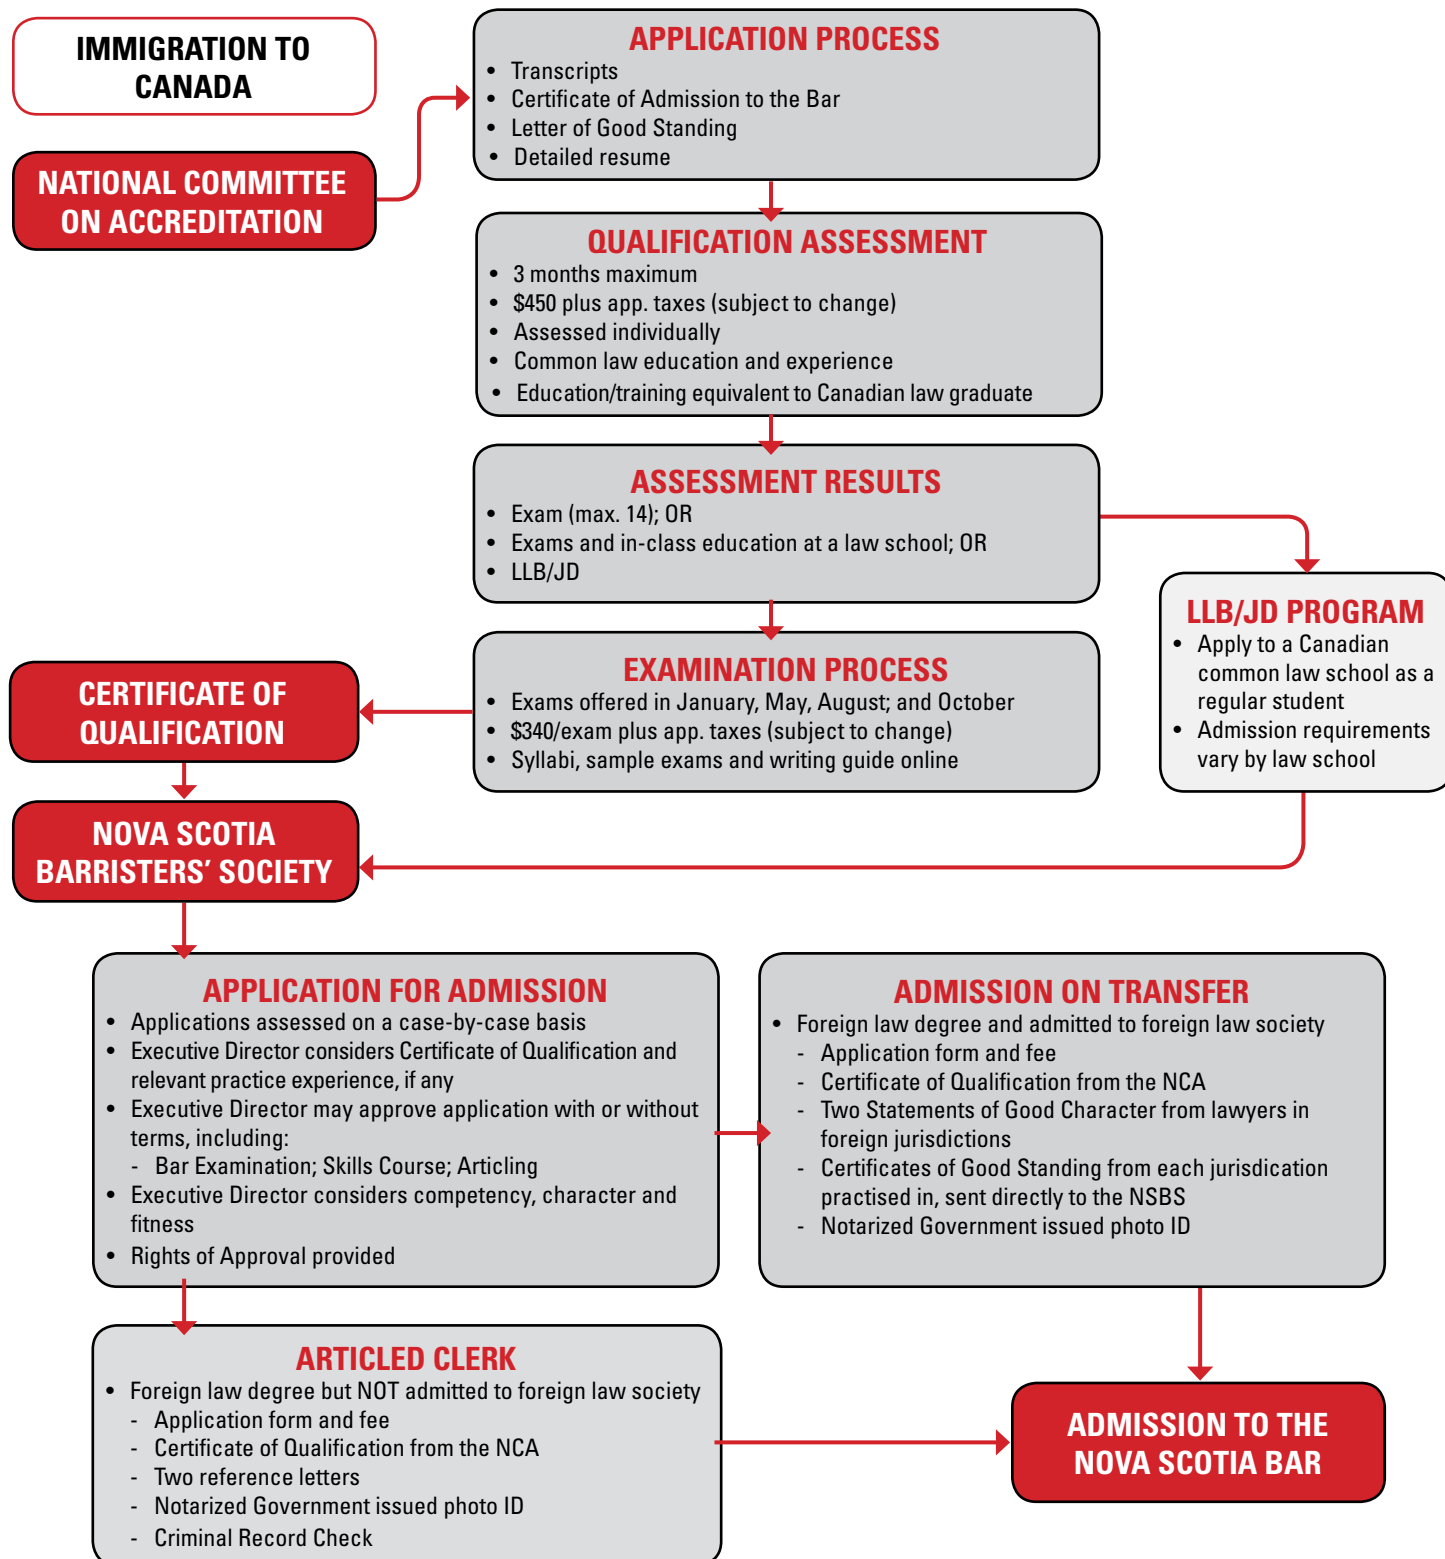 IMMIGRATION TO
CANADA
NATIONAL COMMITTEE
ON ACCREDITATION
APPLICATION PROCESS
• Transcripts
• Certificate of Admission to the Bar
• Letter of Good Standing
• Detailed resume
QUALIFICATION ASSESSMENT
• 3 months maximum
• $450 plus app. taxes (subject to change)
• Assessed individually
• Common law education and experience
• Education/training equivalent to Canadian law graduate
ASSESSMENT RESULTS
• Exam (max. 14); OR
• Exams and in-class education at a law school; OR
• LLB/JD
LLB/JD PROGRAM
• Apply to a Canadian
common law school as a
regular student
• Admission requirements
vary by law school
EXAMINATION PROCESS
• Exams offered in January, May, August; and October
• $340/exam plus app. taxes (subject to change)
• Syllabi, sample exams and writing guide online
CERTIFICATE OF
QUALIFICATION
NOVA SCOTIA
BARRISTERS’ SOCIETY
APPLICATION FOR ADMISSION
• Applications assessed on a case-by-case basis
• Executive Director considers Certificate of Qualification and
relevant practice experience, if any
• Executive Director may approve application with or without
terms, including:
- Bar Examination; Skills Course; Articling
• Executive Director considers competency, character and
fitness
• Rights of Approval provided
ADMISSION ON TRANSFER
• Foreign law degree and admitted to foreign law society
- Application form and fee
- Certificate of Qualification from the NCA
- Two Statements of Good Character from lawyers in
foreign jurisdictions
- Certificates of Good Standing from each jurisdication
practised in, sent directly to the NSBS
- Notarized Government issued photo ID
ARTICLED CLERK
• Foreign law degree but NOT admitted to foreign law society
- Application form and fee
- Certificate of Qualification from the NCA
- Two reference letters
- Notarized Government issued photo ID
- Criminal Record Check
ADMISSION TO THE
NOVA SCOTIA BAR